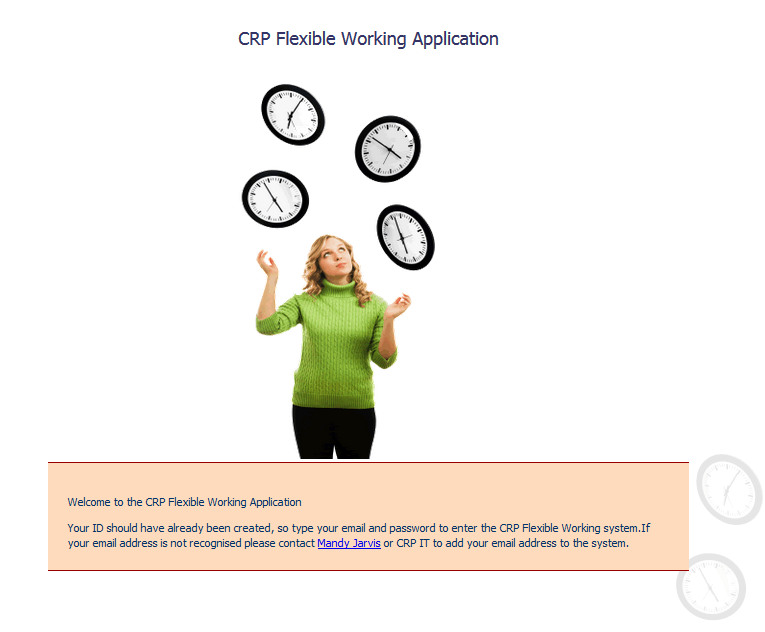 CRP Flexible Working Application
Welcome to the CRP Flexible Working Application
Your ID should have already been created, so type your email and password to enter the CRP Flexible Working system.If
your email address is not recognised please contact Mandy Jarvis or CRP IT to add your email address to the system.